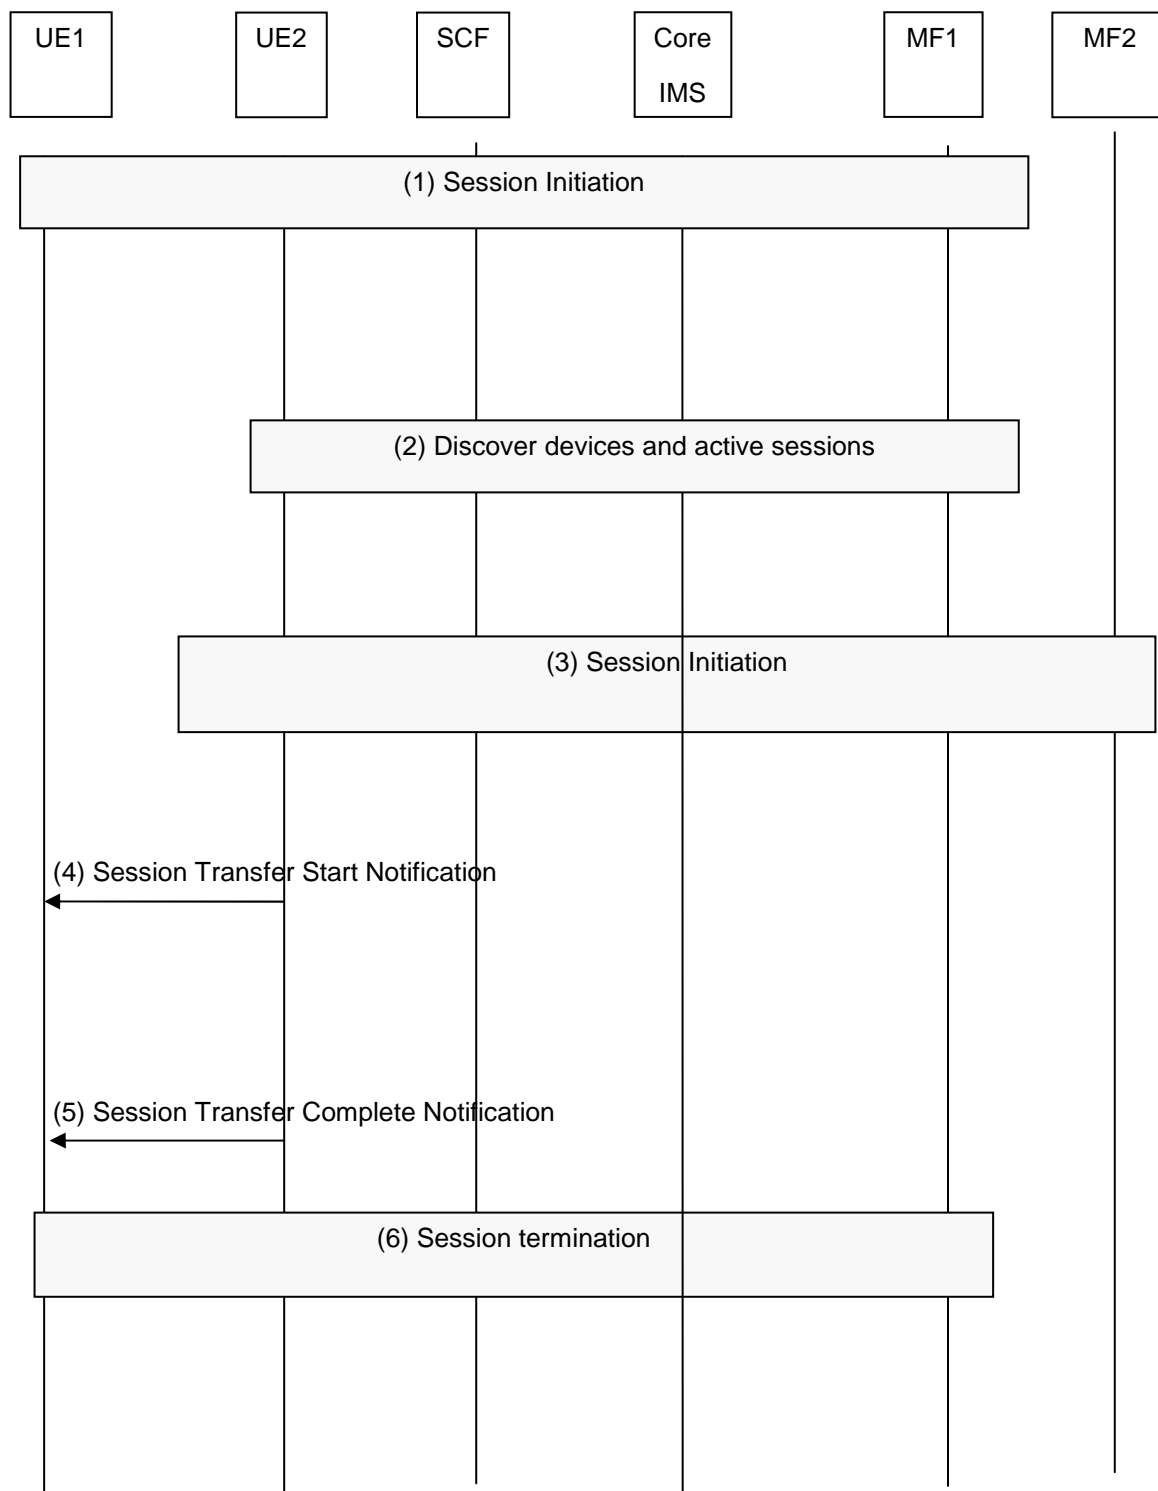 UE1
UE2
SCF
Core
IMS
MF1
MF2
(1) Session Initiation
(2) Discover devices and active sessions
(3) Session Initiation
(4) Session Transfer Start Notification
(5) Session Transfer Complete Notification
(6) Session termination